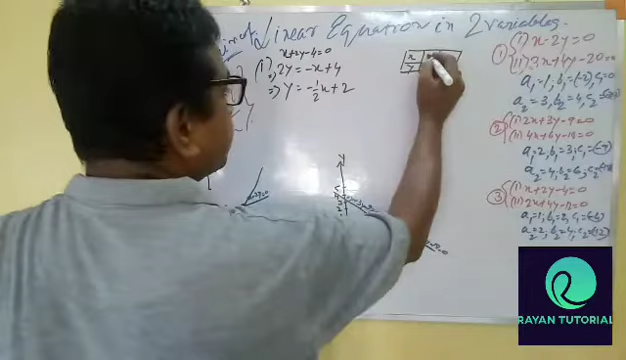 Linear Equation in 2 variables.
x+2y-4=0
(i) 2y = -x+4
=> y = -1/2x+2
x
y
① (i) x-2y=0
(ii) 3x+4y-20=0
a₁=1, b₁=(-2), c₁=0
a₂=3, b₂=4, c₂=(-20)
② (i) 2x+3y-9=0
(ii) 4x+6y-18=0
a₁=2, b₁=3, c₁=(-9)
a₂=4, b₂=6, c₂=(-18)
③ (i) x+2y-4=0
(ii) 2x+4y-12=0
a₁=1, b₁=2, c₁=(-4)
a₂=2, b₂=4, c₂=(-12)
y
RAYAN TUTORIAL